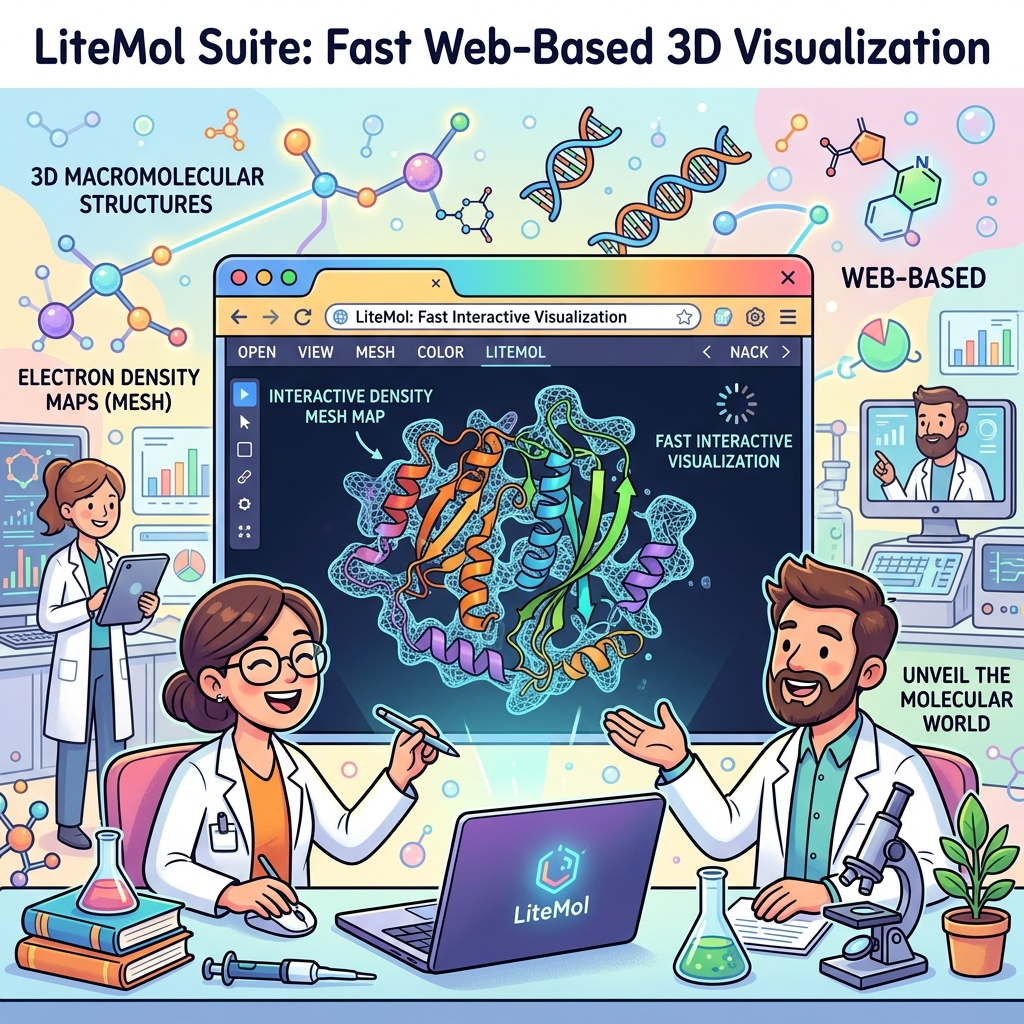 LiteMol Suite: Fast Web-Based 3D Visualization
3D MACROMOLECULAR
STRUCTURES
N
WEB-BASED
LiteMol: Fast Interactive Visualization
OPEN VIEW MESH COLOR LITEMOL < NACK >
ELECTRON DENSITY
MAPS (MESH)
INTERACTIVE DENSITY
MESH MAP
FAST INTERACTIVE
VISUALIZATION
UNVEIL THE
MOLECULAR
WORLD
LiteMol